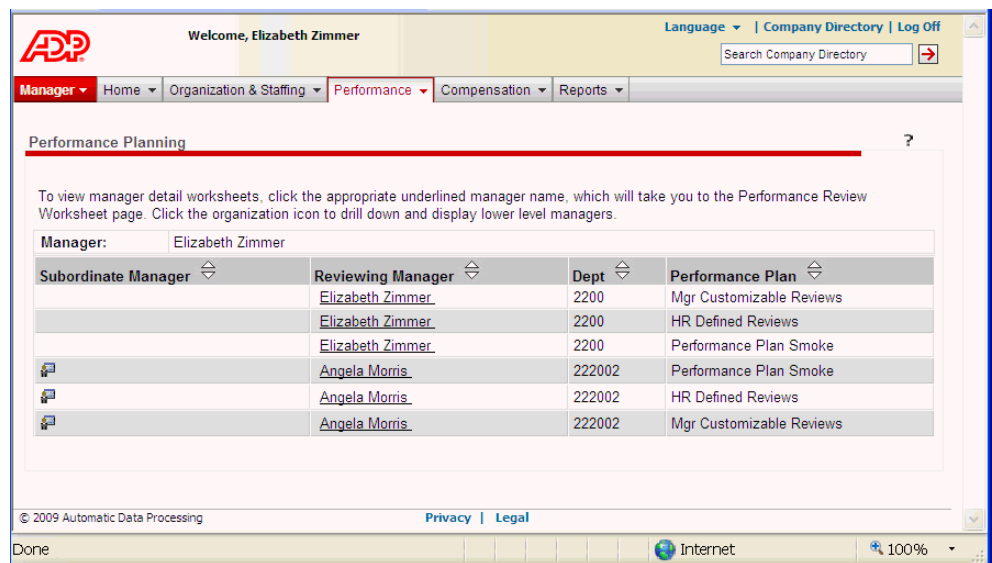 ADP
Welcome, Elizabeth Zimmer
Language | Company Directory | Log Off
Search Company Directory
Manager Home Organization & Staffing Performance Compensation Reports
Performance Planning ?
To view manager detail worksheets, click the appropriate underlined manager name, which will take you to the Performance Review
Worksheet page. Click the organization icon to drill down and display lower level managers.
Manager: Elizabeth Zimmer
Subordinate Manager Reviewing Manager Dept Performance Plan
Elizabeth Zimmer 2200 Mgr Customizable Reviews
Elizabeth Zimmer 2200 HR Defined Reviews
Elizabeth Zimmer 2200 Performance Plan Smoke
Angela Morris 222002 Performance Plan Smoke
Angela Morris 222002 HR Defined Reviews
Angela Morris 222002 Mgr Customizable Reviews
© 2009 Automatic Data Processing Privacy | Legal
Done Internet 100%